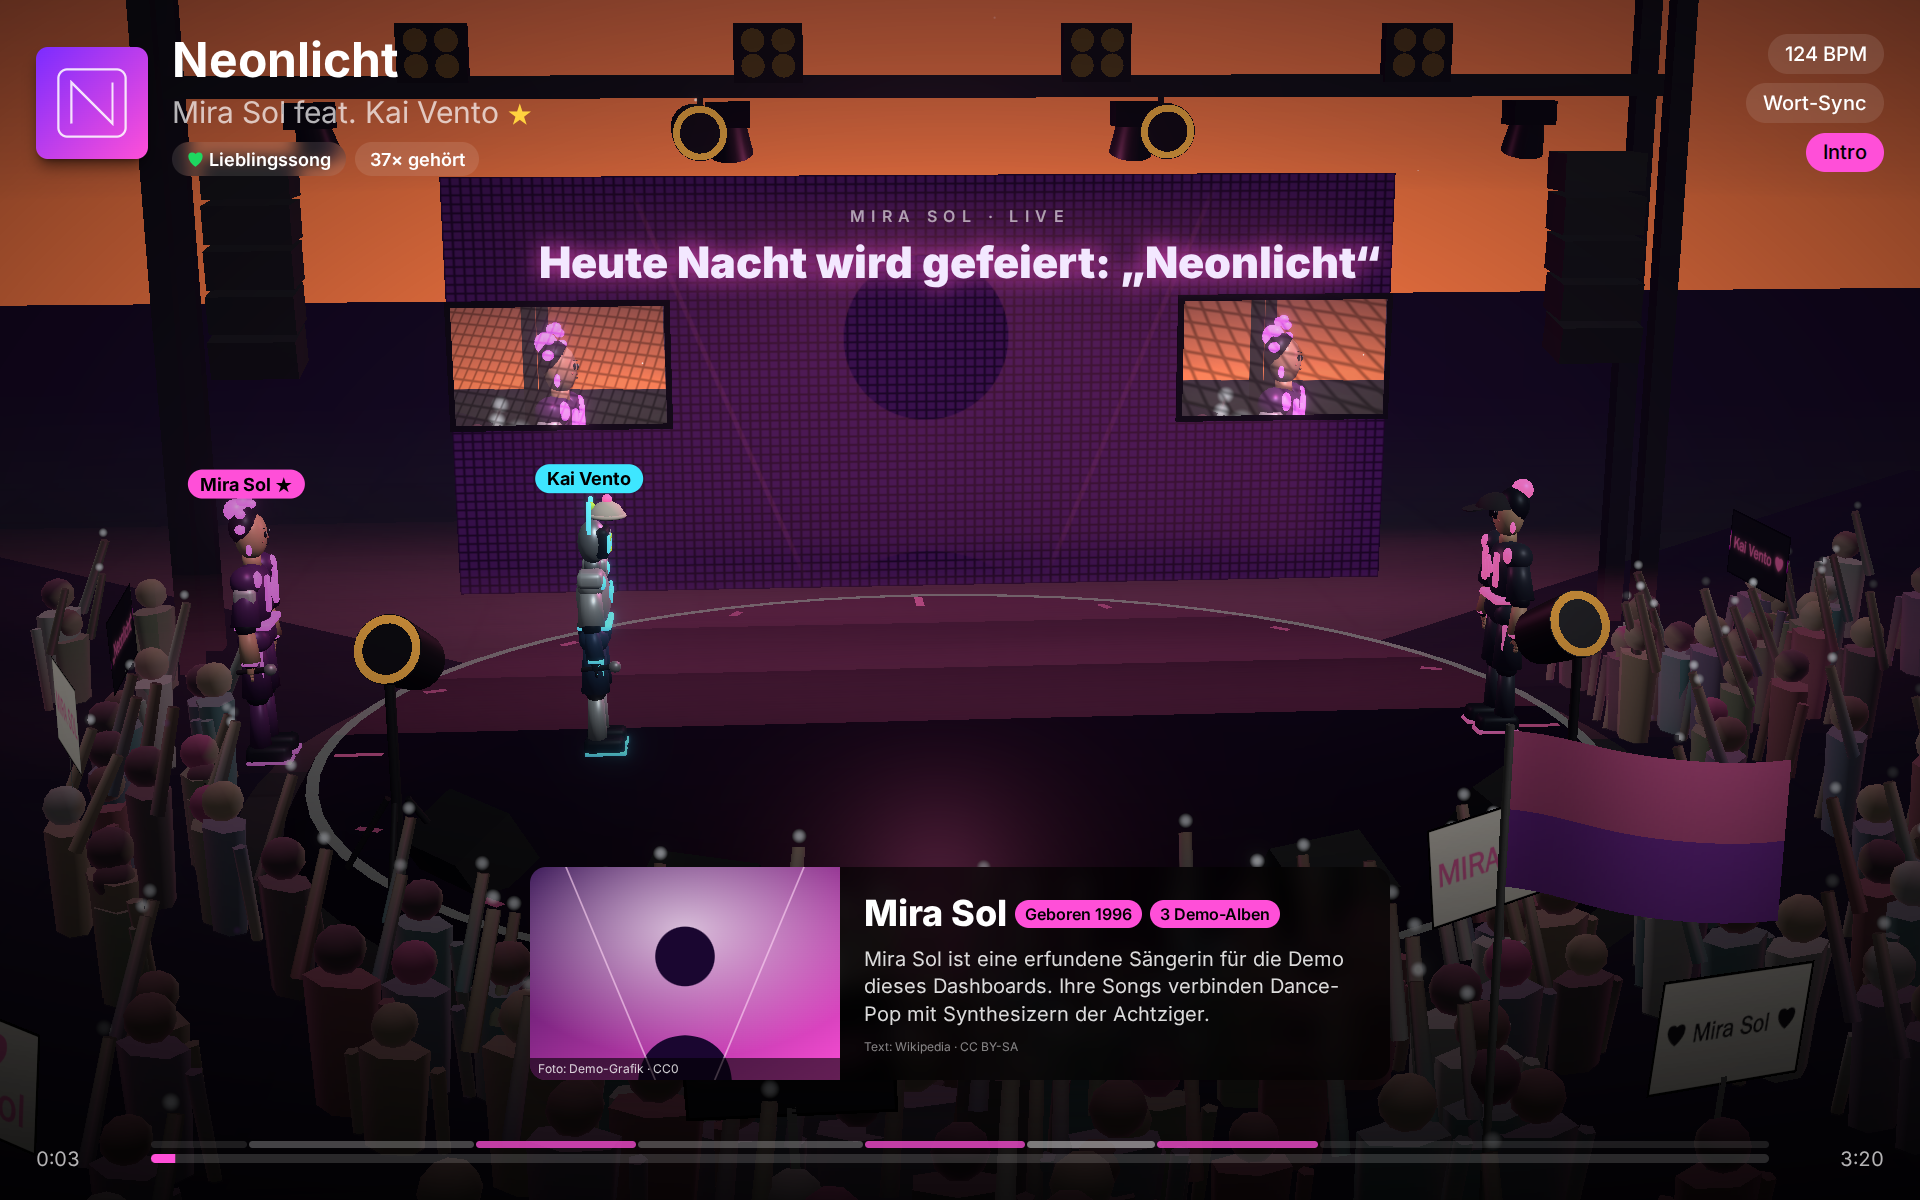 N
Neonlicht
Mira Sol feat. Kai Vento ★
Lieblingssong
37× gehört
124 BPM
Wort-Sync
Intro
MIRA SOL · LIVE
Heute Nacht wird gefeiert: „Neonlicht“
Mira Sol ★
Kai Vento
Kai Vento ♥
MIRA
♥ Mira Sol ♥
Mira Sol
Geboren 1996
3 Demo-Alben
Mira Sol ist eine erfundene Sängerin für die Demo
dieses Dashboards. Ihre Songs verbinden Dance-
Pop mit Synthesizern der Achtziger.
Text: Wikipedia · CC BY-SA
Foto: Demo-Grafik · CC0
0:03
3:20